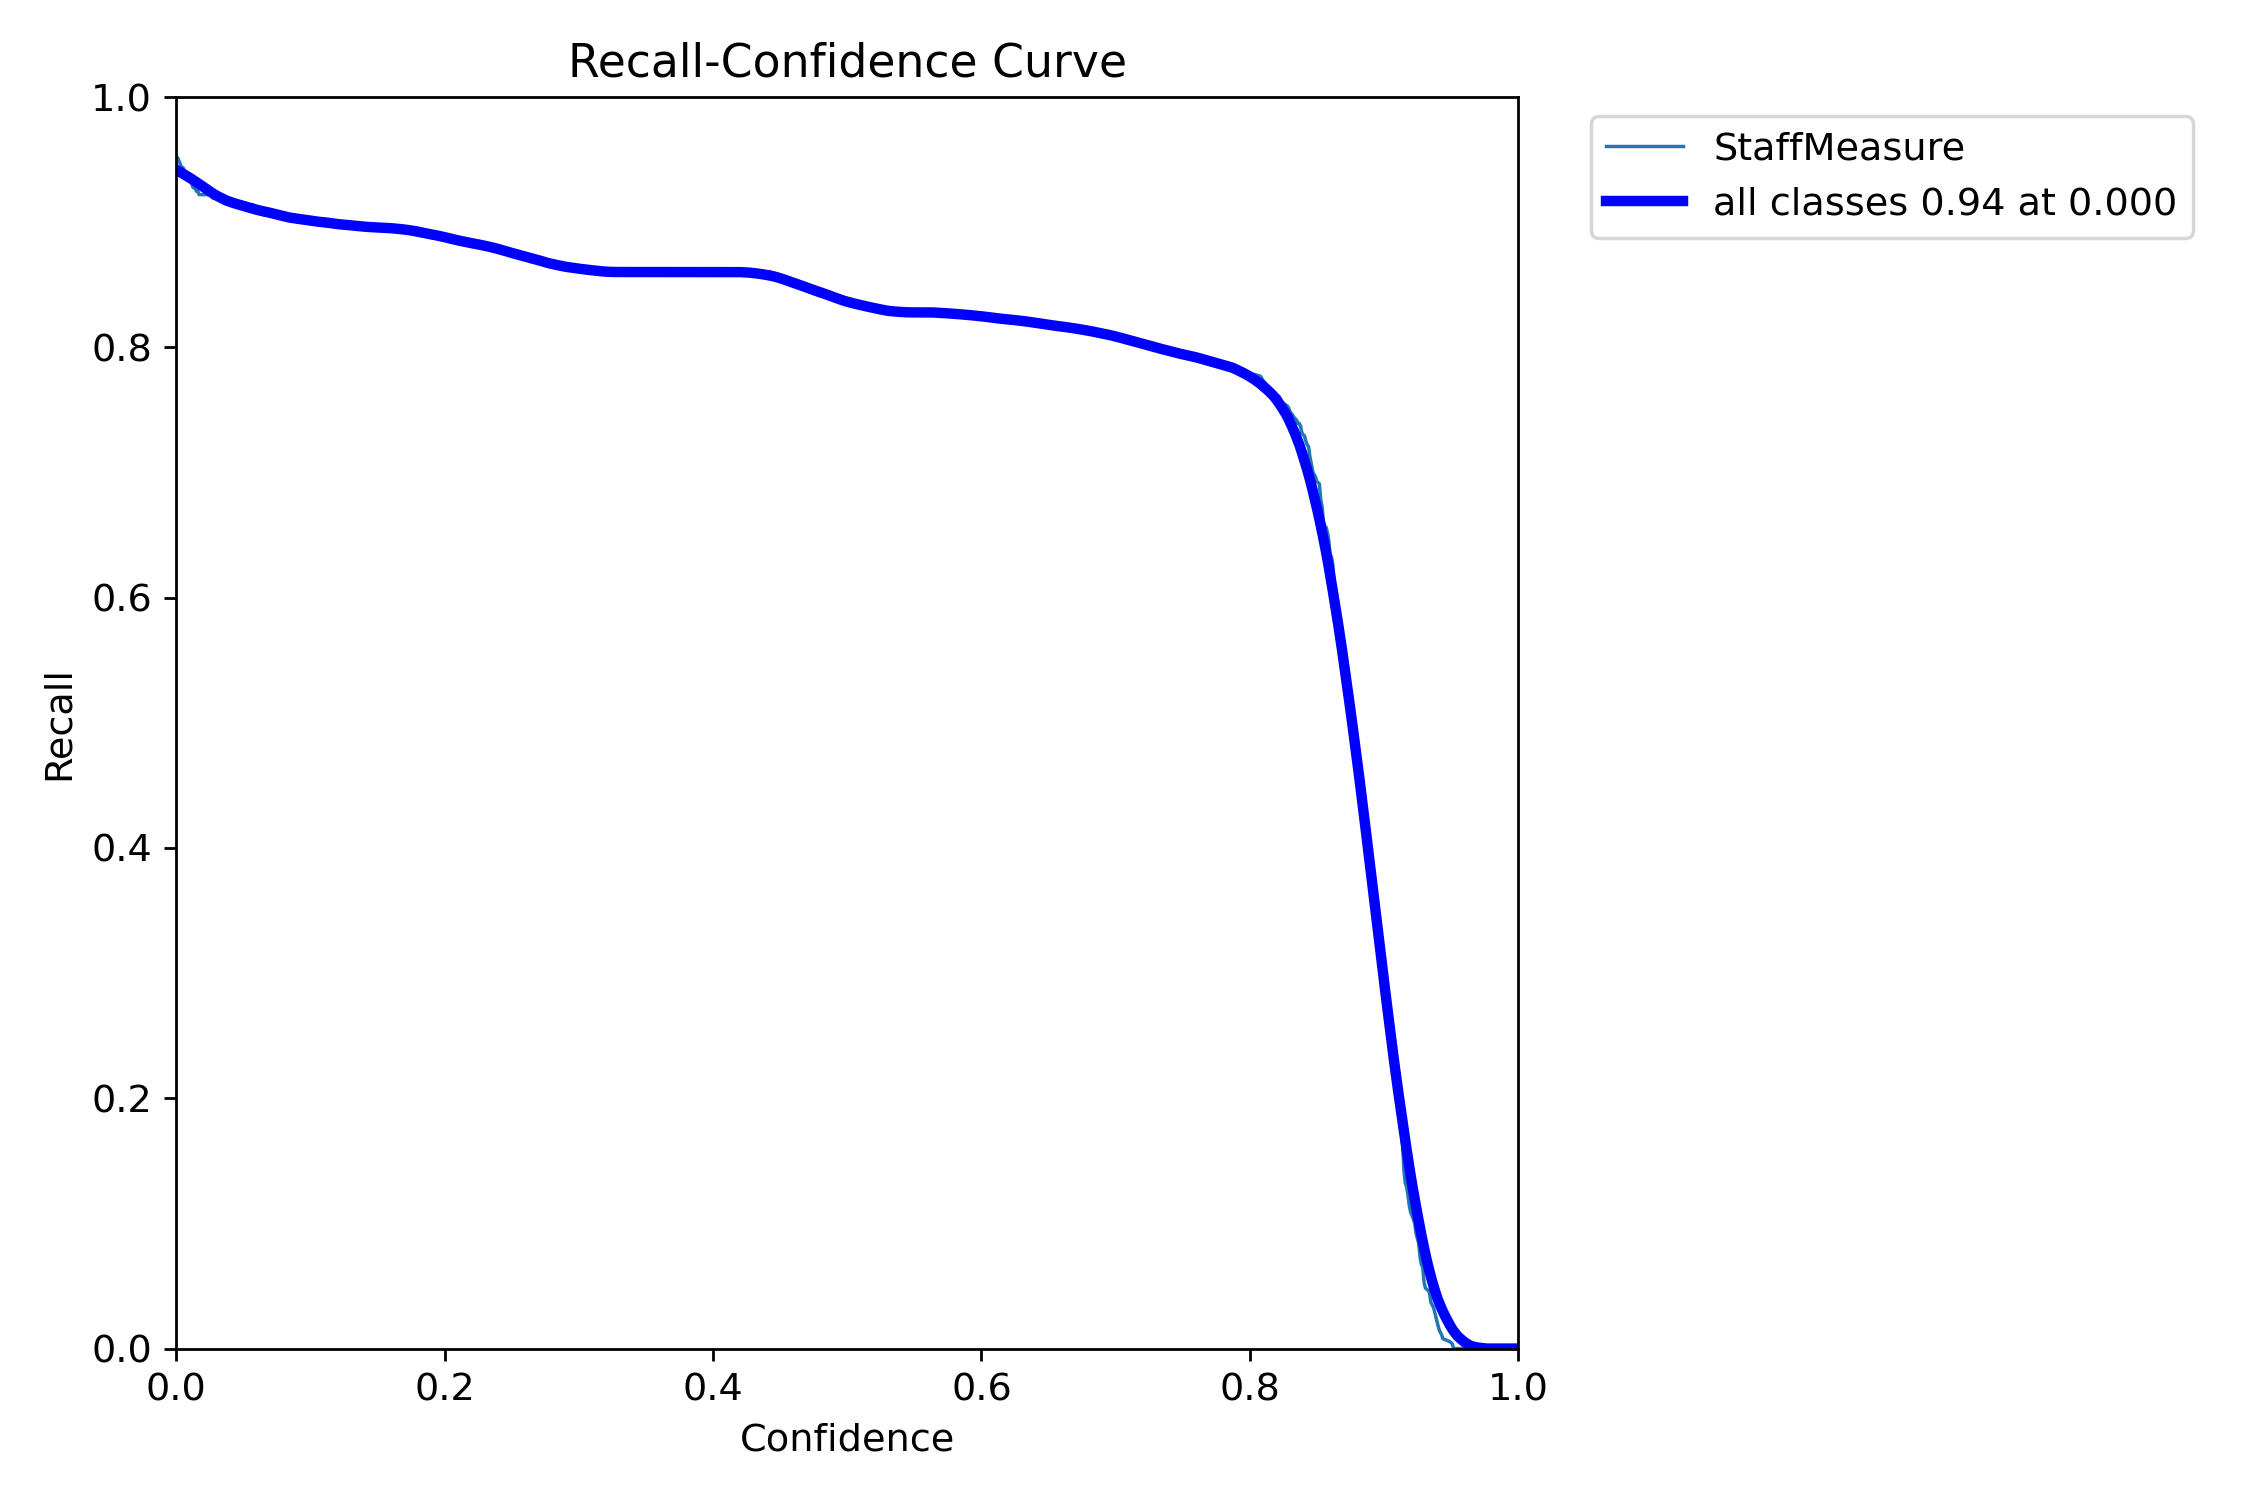 Recall-Confidence Curve
StaffMeasure
all classes 0.94 at 0.000
1.0
0.8
0.6
0.4
0.2
0.0
Recall
0.0 0.2 0.4 0.6 0.8 1.0
Confidence